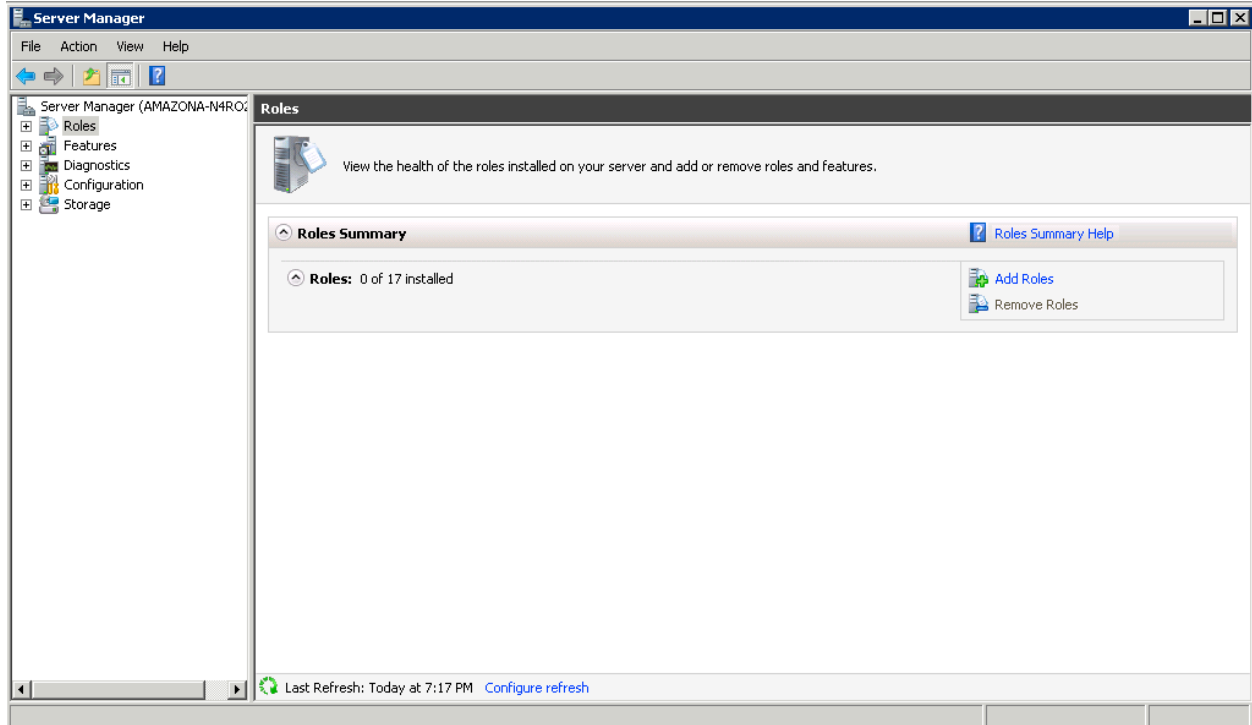 Server Manager
File Action View Help
Server Manager (AMAZONA-N4RO2
Roles
Features
Diagnostics
Configuration
Storage
Roles
View the health of the roles installed on your server and add or remove roles and features.
Roles Summary
Roles Summary Help
Roles: 0 of 17 installed
Add Roles
Remove Roles
Last Refresh: Today at 7:17 PM Configure refresh